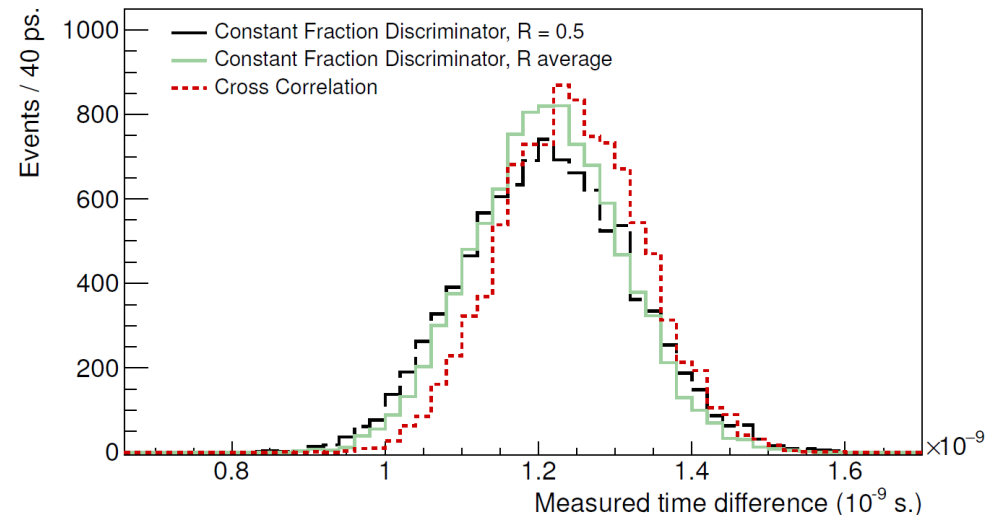 Events / 40 ps.
1000
800
600
400
200
0
Constant Fraction Discriminator, R = 0.5
Constant Fraction Discriminator, R average
Cross Correlation
0.8 1 1.2 1.4 1.6
×10⁻⁹
Measured time difference (10⁻⁹ s.)